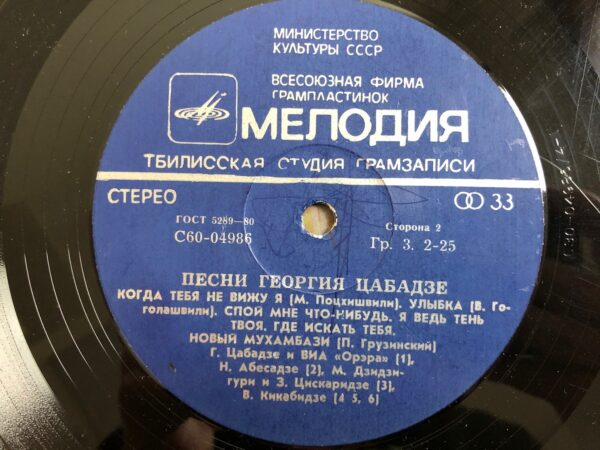 МИНИСТЕРСТВО
КУЛЬТУРЫ СССР
ВСЕСОЮЗНАЯ ФИРМА
ГРАМПЛАСТИНОК
МЕЛОДИЯ
ТБИЛИССКАЯ СТУДИЯ ГРАМЗАПИСИ
СТЕРЕО
33
ГОСТ 5289—80
Сторона 2
С60-04986
Гр. 3. 2-25
ПЕСНИ ГЕОРГИЯ ЦАБАДЗЕ
КОГДА ТЕБЯ НЕ ВИЖУ Я (М. Поцхишвили). УЛЫБКА (В. Го-
голашвили). СПОЙ МНЕ ЧТО-НИБУДЬ. Я ВЕДЬ ТЕНЬ
ТВОЯ. ГДЕ ИСКАТЬ ТЕБЯ.
НОВЫЙ МУХАМБАЗИ (П. Грузинский)
Г. Цабадзе и ВИА «Орэра» (1),
Н. Абесадзе (2), М. Дзидзи-
гури и З. Цискаридзе (3),
В. Кикабидзе (4 5, 6)